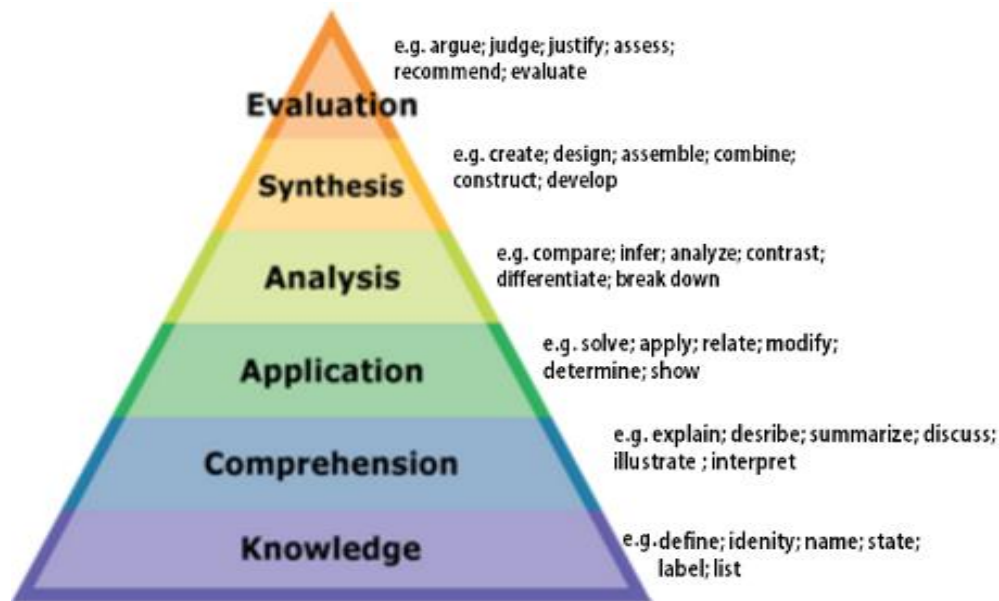 e.g. argue; judge; justify; assess;
recommend; evaluate
Evaluation
e.g. create; design; assemble; combine;
construct; develop
Synthesis
e.g. compare; infer; analyze; contrast;
differentiate; break down
Analysis
e.g. solve; apply; relate; modify;
determine; show
Application
e.g. explain; desribe; summarize; discuss;
illustrate ; interpret
Comprehension
e.g. define; idenity; name; state;
label; list
Knowledge